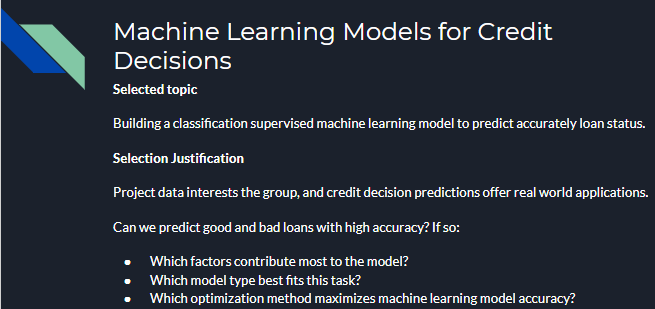 Machine Learning Models for Credit
Decisions
Selected topic
Building a classification supervised machine learning model to predict accurately loan status.
Selection Justification
Project data interests the group, and credit decision predictions offer real world applications.
Can we predict good and bad loans with high accuracy? If so:
● Which factors contribute most to the model?
● Which model type best fits this task?
● Which optimization method maximizes machine learning model accuracy?